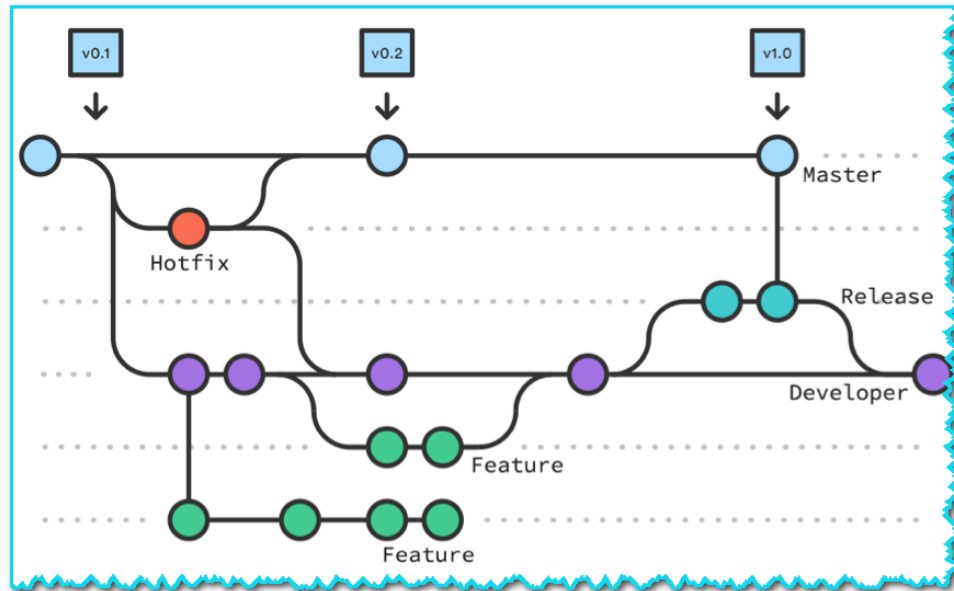 v0.1
v0.2
v1.0
Master
Hotfix
Release
Developer
Feature
Feature